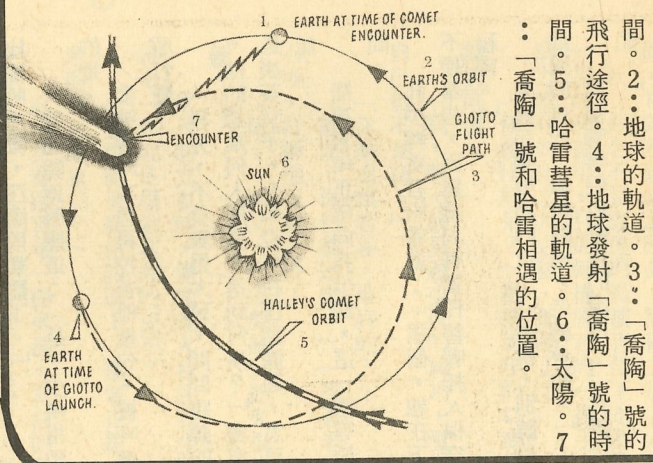 間。2：地球的軌道。3：「喬陶」號的
飛行途徑。4：地球發射「喬陶」號的時
間。5：哈雷彗星的軌道。6：太陽。7
：「喬陶」號和哈雷相遇的位置。
1
EARTH AT TIME OF COMET
ENCOUNTER.
2
EARTH'S ORBIT
GIOTTO
FLIGHT
PATH
3
7
ENCOUNTER
6
SUN
HALLEY'S COMET
ORBIT
5
4
EARTH
AT TIME
OF GIOTTO
LAUNCH.